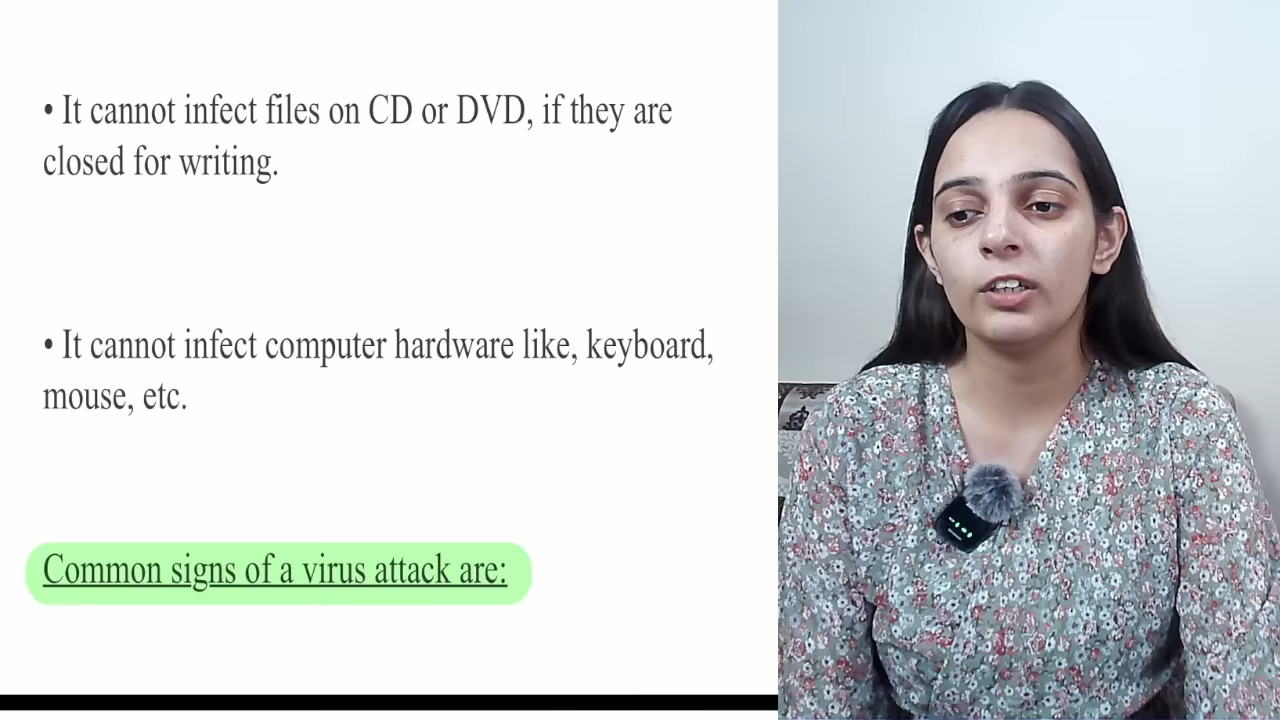 • It cannot infect files on CD or DVD, if they are
closed for writing.
• It cannot infect computer hardware like, keyboard,
mouse, etc.
Common signs of a virus attack are: